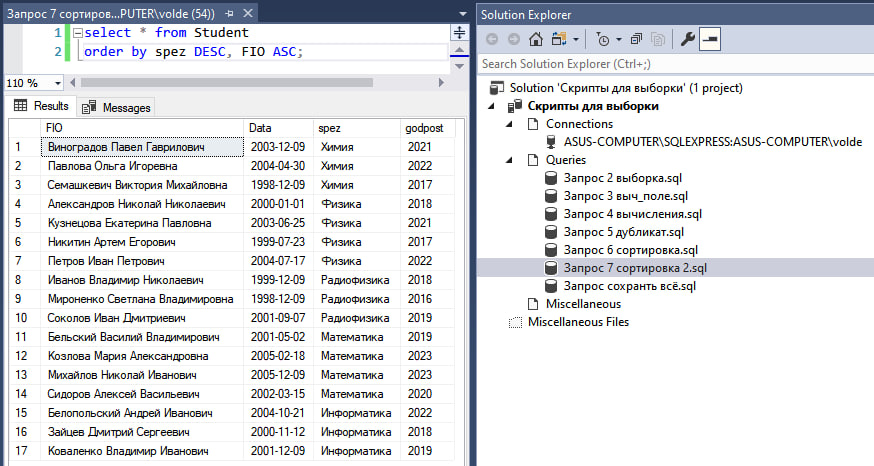 Запрос 7 сортиров...PUTER\volde (54))
1 select * from Student
2 order by spez DESC, FIO ASC;
110 %
Results Messages
FIO Data spez godpost
1 Виноградов Павел Гаврилович 2003-12-09 Химия 2021
2 Павлова Ольга Игоревна 2004-04-30 Химия 2022
3 Семашкевич Виктория Михайловна 1998-12-09 Химия 2017
4 Александров Николай Николаевич 2000-01-01 Физика 2018
5 Кузнецова Екатерина Павловна 2003-06-25 Физика 2021
6 Никитин Артем Егорович 1999-07-23 Физика 2017
7 Петров Иван Петрович 2004-07-17 Физика 2022
8 Иванов Владимир Николаевич 1999-12-09 Радиофизика 2018
9 Мироненко Светлана Владимировна 1998-12-09 Радиофизика 2016
10 Соколов Иван Дмитриевич 2001-09-07 Радиофизика 2019
11 Бельский Василий Владимирович 2001-05-02 Математика 2019
12 Козлова Мария Александровна 2005-02-18 Математика 2023
13 Михайлов Николай Иванович 2005-12-09 Математика 2023
14 Сидоров Алексей Васильевич 2002-03-15 Математика 2020
15 Белопольский Андрей Иванович 2004-10-21 Информатика 2022
16 Зайцев Дмитрий Сергеевич 2000-11-12 Информатика 2018
17 Коваленко Владимир Иванович 2001-12-09 Информатика 2019
Solution Explorer
Search Solution Explorer (Ctrl+;)
Solution 'Скрипты для выборки' (1 project)
Скрипты для выборки
Connections
ASUS-COMPUTER\SQLEXPRESS:ASUS-COMPUTER\volde
Queries
Запрос 2 выборка.sql
Запрос 3 выч_поле.sql
Запрос 4 вычисления.sql
Запрос 5 дубликат.sql
Запрос 6 сортировка.sql
Запрос 7 сортировка 2.sql
Запрос сохранть всё.sql
Miscellaneous
Miscellaneous Files